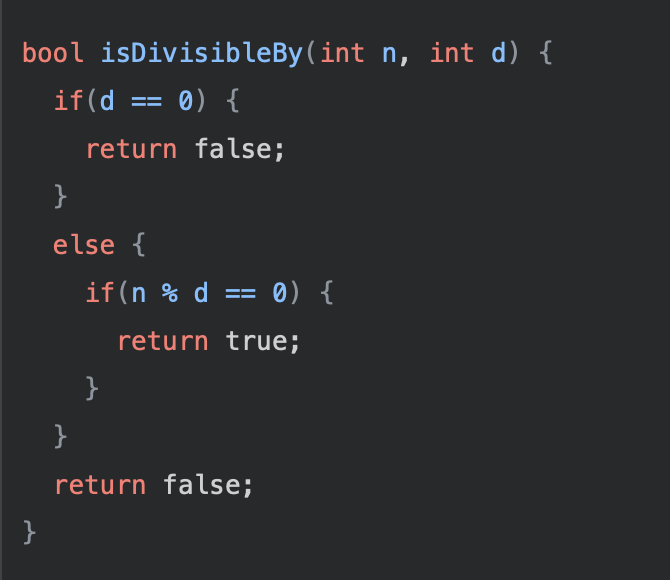 bool isDivisibleBy(int n, int d) {
  if(d == 0) {
    return false;
  }
  else {
    if(n % d == 0) {
      return true;
    }
  }
  return false;
}